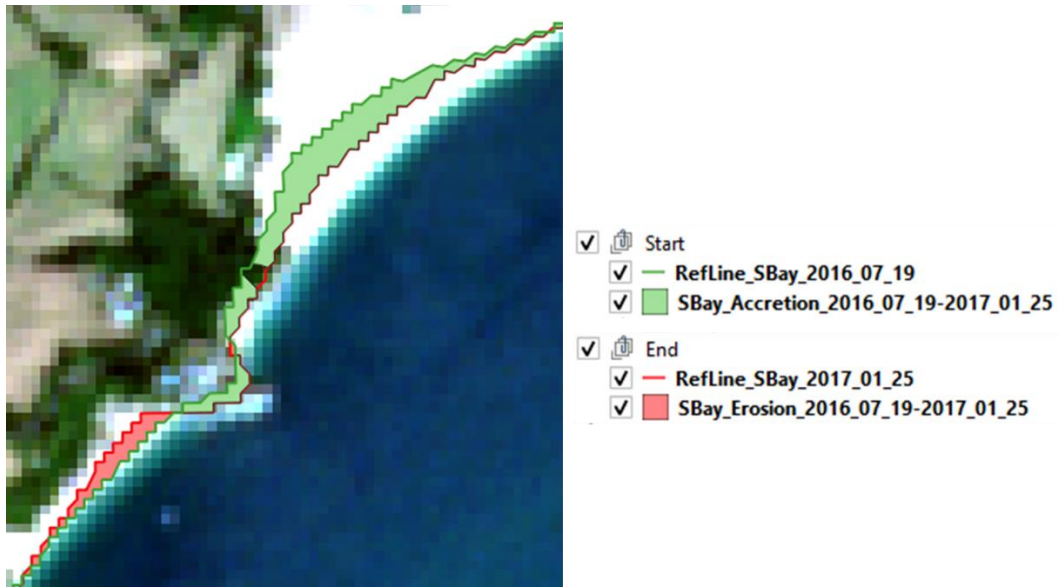 Start
RefLine_SBay_2016_07_19
SBay_Accretion_2016_07_19-2017_01_25
End
RefLine_SBay_2017_01_25
SBay_Erosion_2016_07_19-2017_01_25